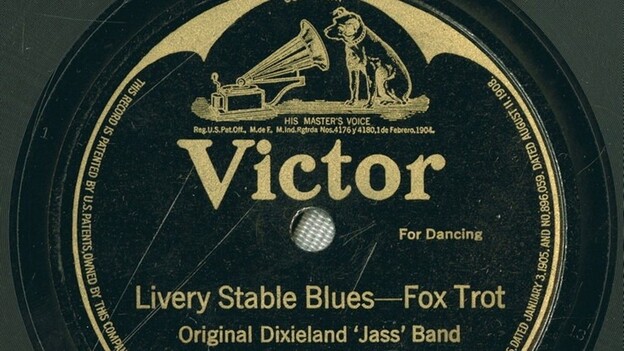 HIS MASTER'S VOICE
Reg.U.S.Pat.Off., M.de F., M.Ind.Rgtrda Nos.4176 y 4180,1 de Febrero, 1904.
Victor
For Dancing
Livery Stable Blues—Fox Trot
Original Dixieland 'Jass' Band
THIS RECORD IS PATENTED BY U.S. PATENTS, OWNED BY THIS COMPANY
DATED JANUARY 3, 1905, AND NO. 896,059, DATED AUGUST 11, 1908.